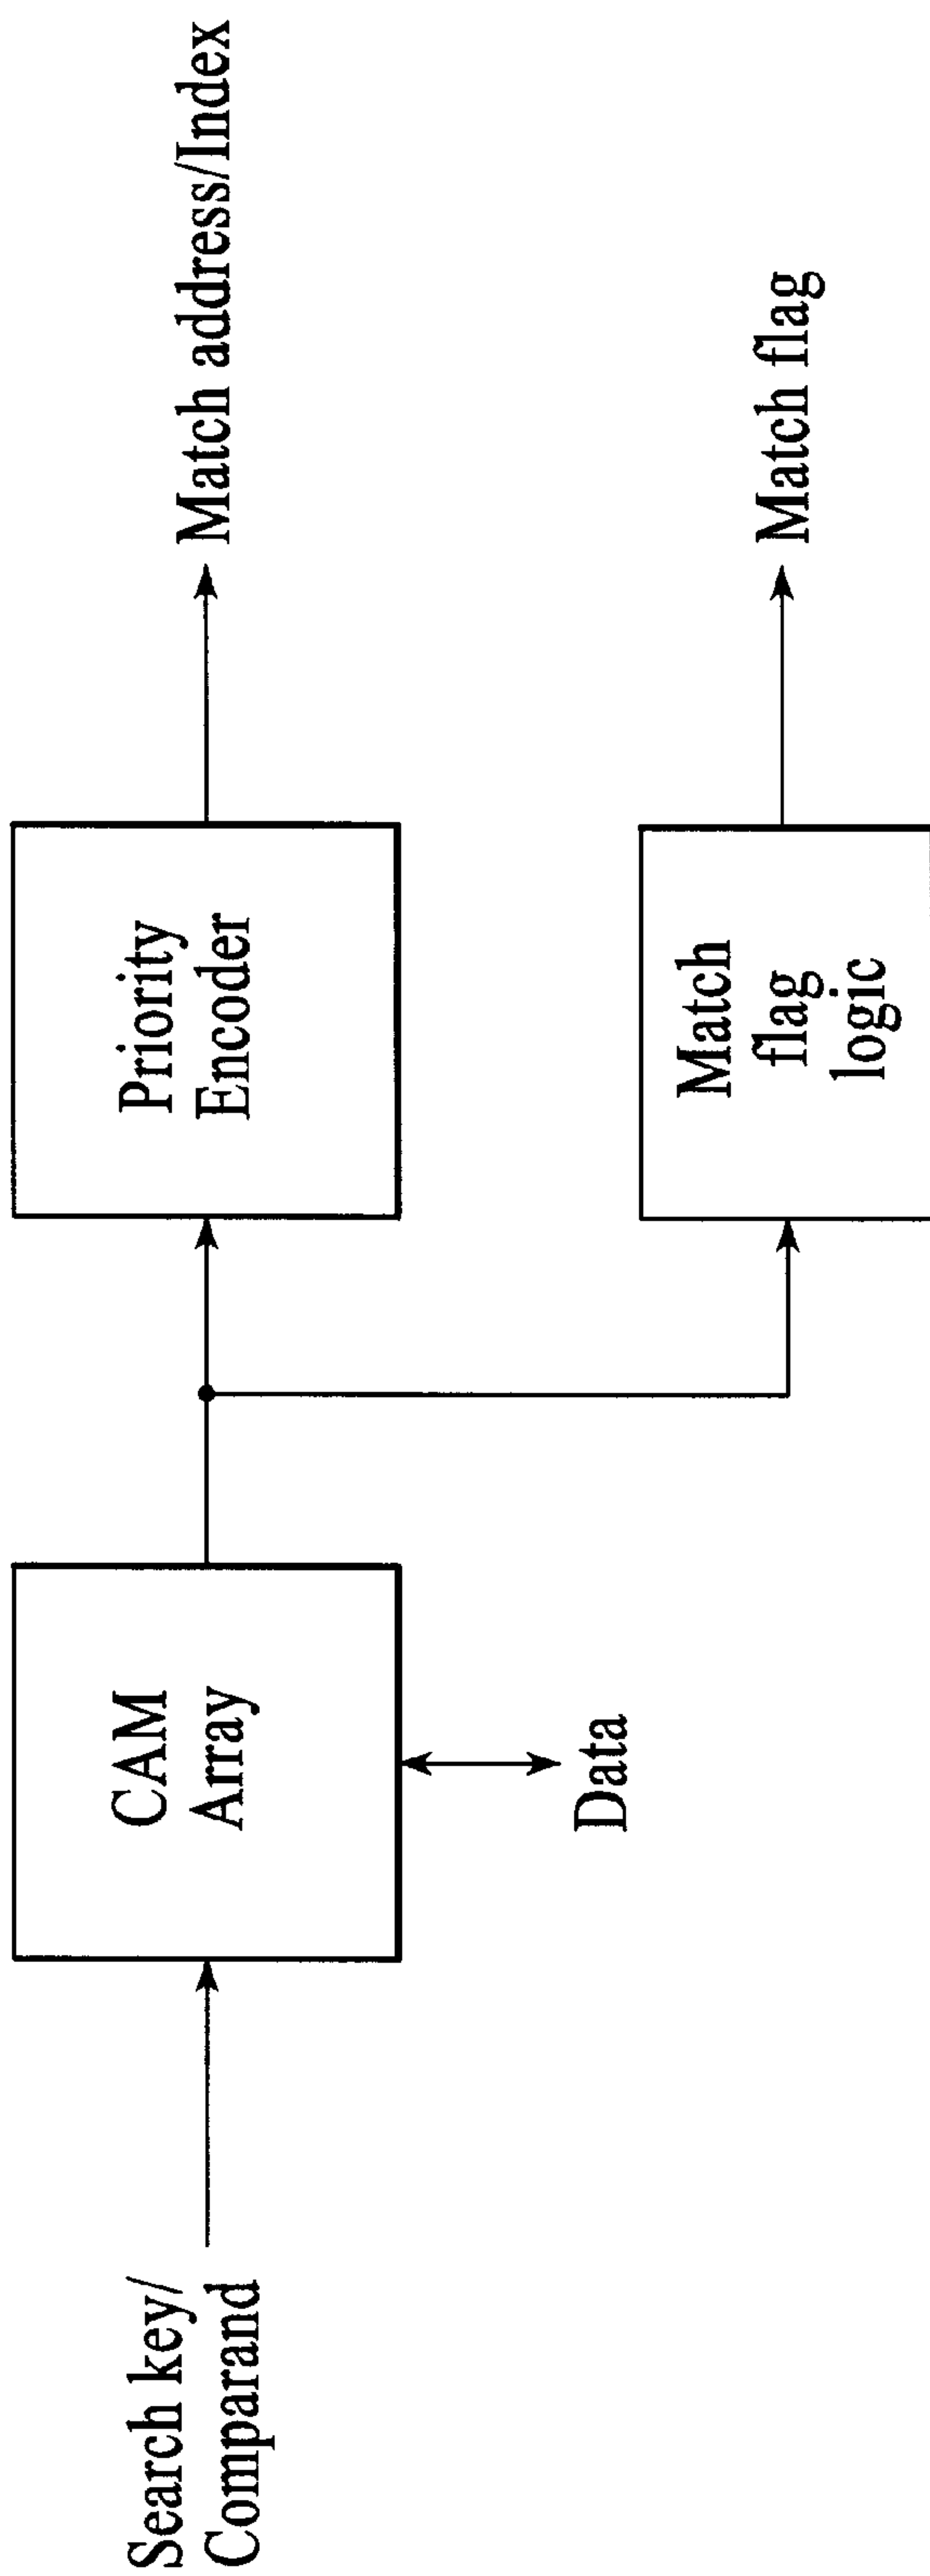 Search key/
Comparand
CAM
Array
Data
Priority
Encoder
Match address/Index
Match
flag
logic
Match flag